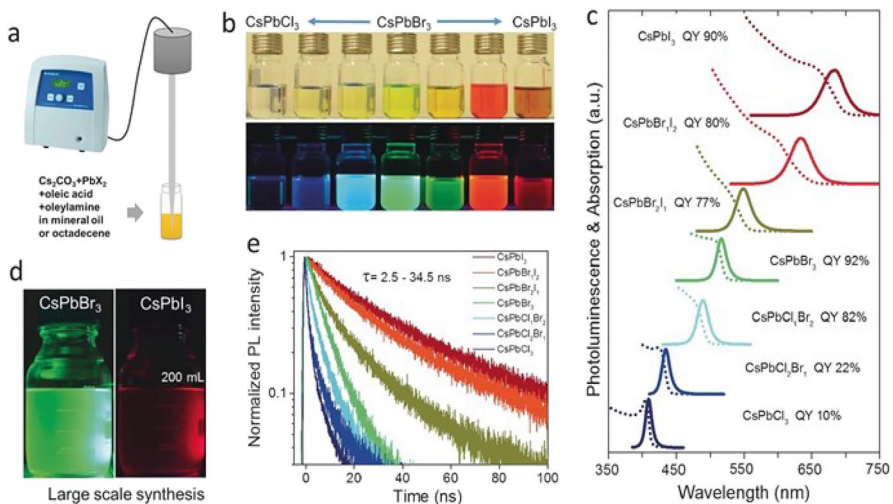 a
Cs₂CO₃+PbX₂
+oleic acid
+oleylamine
in mineral oil
or octadecene
b
CsPbCl₃
CsPbBr₃
CsPbI₃
c
Photoluminescence & Absorption (a.u.)
CsPbI₃ QY 90%
CsPbBr₁I₂ QY 80%
CsPbBr₂I₁ QY 77%
CsPbBr₃ QY 92%
CsPbCl₁Br₂ QY 82%
CsPbCl₂Br₁ QY 22%
CsPbCl₃ QY 10%
350 450 550 650 750
Wavelength (nm)
d
CsPbBr₃
CsPbI₃
200 mL
Large scale synthesis
e
Normalized PL intensity
1
0.1
τ= 2.5 - 34.5 ns
CsPbI₃
CsPbBr₁I₂
CsPbBr₂I₁
CsPbBr₃
CsPbCl₁Br₂
CsPbCl₂Br₁
CsPbCl₃
0 20 40 60 80 100
Time (ns)